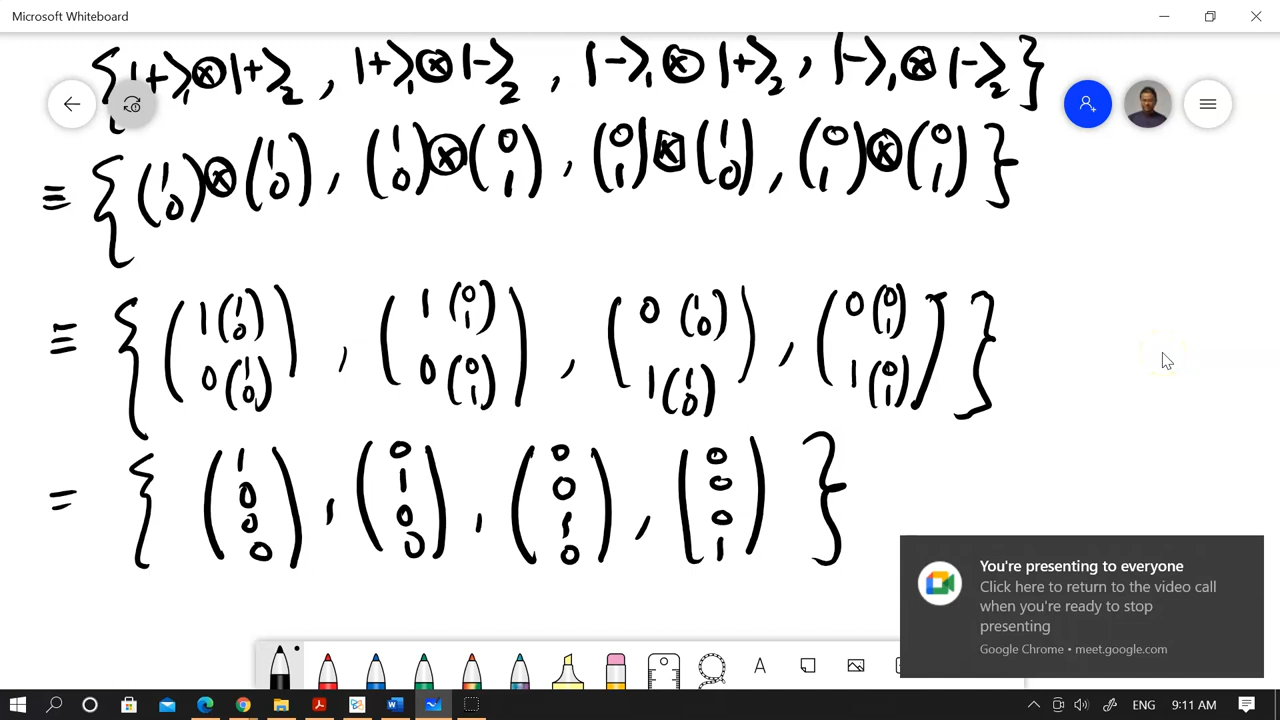 Microsoft Whiteboard
{|+⟩₁⊗|+⟩₂ , |+⟩₁⊗|−⟩₂ , |−⟩₁⊗|+⟩₂ , |−⟩₁⊗|−⟩₂}
≡ {(1 0)⊗(1 0) , (1 0)⊗(0 1) , (0 1)⊠(1 0) , (0 1)⊗(0 1)}
≡ {(1(1 0) 0(1 0)) , (1(0 1) 0(0 1)) , (0(1 0) 1(1 0)) , (0(0 1) 1(0 1))}
= {(1 0 0 0) , (0 1 0 0) , (0 0 1 0) , (0 0 0 1)}
You're presenting to everyone
Click here to return to the video call
when you're ready to stop
presenting
Google Chrome • meet.google.com
A
ENG 9:11 AM